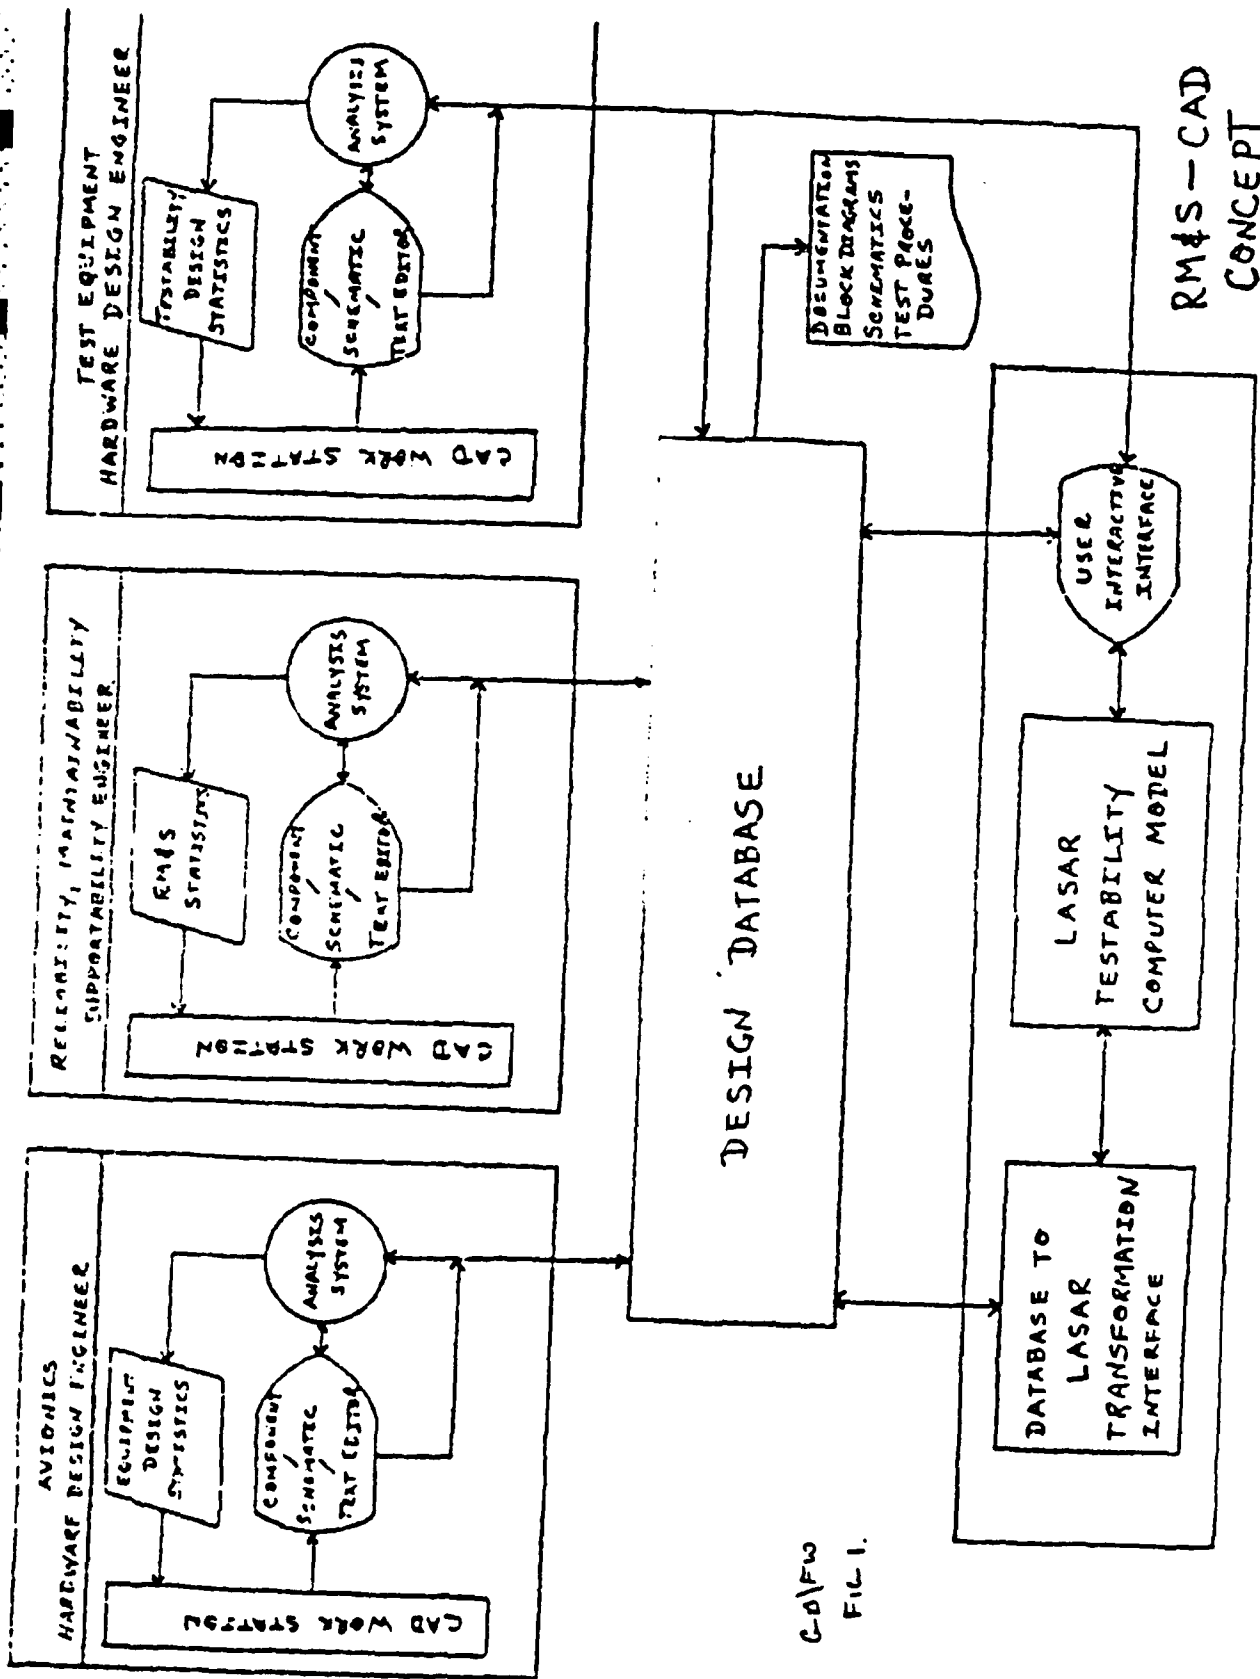 AVIONICS
HARDWARE DESIGN ENGINEER
EQUIPMENT
DESIGN
STATISTICS
CAD WORK STATION
COMPONENT
/
SCHEMATIC
/
TEXT EDITOR
ANALYSIS
SYSTEM
RELIABILITY, MAINTAINABILITY
SUPPORTABILITY ENGINEER
RM&S
STATISTICS
CAD WORK STATION
COMPONENT
/
SCHEMATIC
/
TEXT EDITOR
ANALYSIS
SYSTEM
TEST EQUIPMENT
HARDWARE DESIGN ENGINEER
TESTABILITY
DESIGN
STATISTICS
CAD WORK STATION
COMPONENT
/
SCHEMATIC
/
TEXT EDITOR
ANALYSIS
SYSTEM
DESIGN DATABASE
DOCUMENTATION
BLOCK DIAGRAMS
SCHEMATICS
TEST PROCE-
DURES
DATABASE TO
LASAR
TRANSFORMATION
INTERFACE
LASAR
TESTABILITY
COMPUTER MODEL
USER
INTERACTIVE
INTERFACE
GD\FW
FIG 1.
RM&S-CAD
CONCEPT